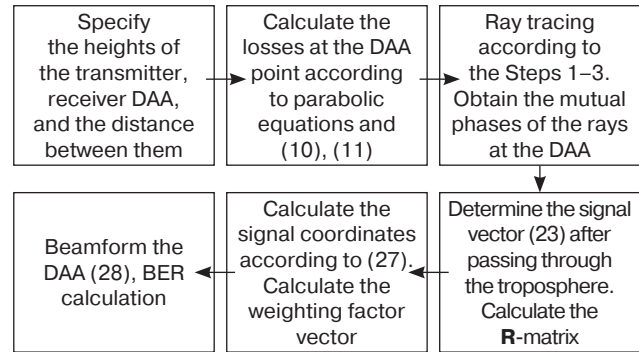 Specify
the heights of
the transmitter,
receiver DAA,
and the distance
between them
Calculate the
losses at the DAA
point according
to parabolic
equations and
(10), (11)
Ray tracing
according to
the Steps 1–3.
Obtain the mutual
phases of the rays
at the DAA
Determine the signal
vector (23) after
passing through
the troposphere.
Calculate the
R-matrix
Calculate the
signal coordinates
according to (27).
Calculate the
weighting factor
vector
Beamform the
DAA (28), BER
calculation